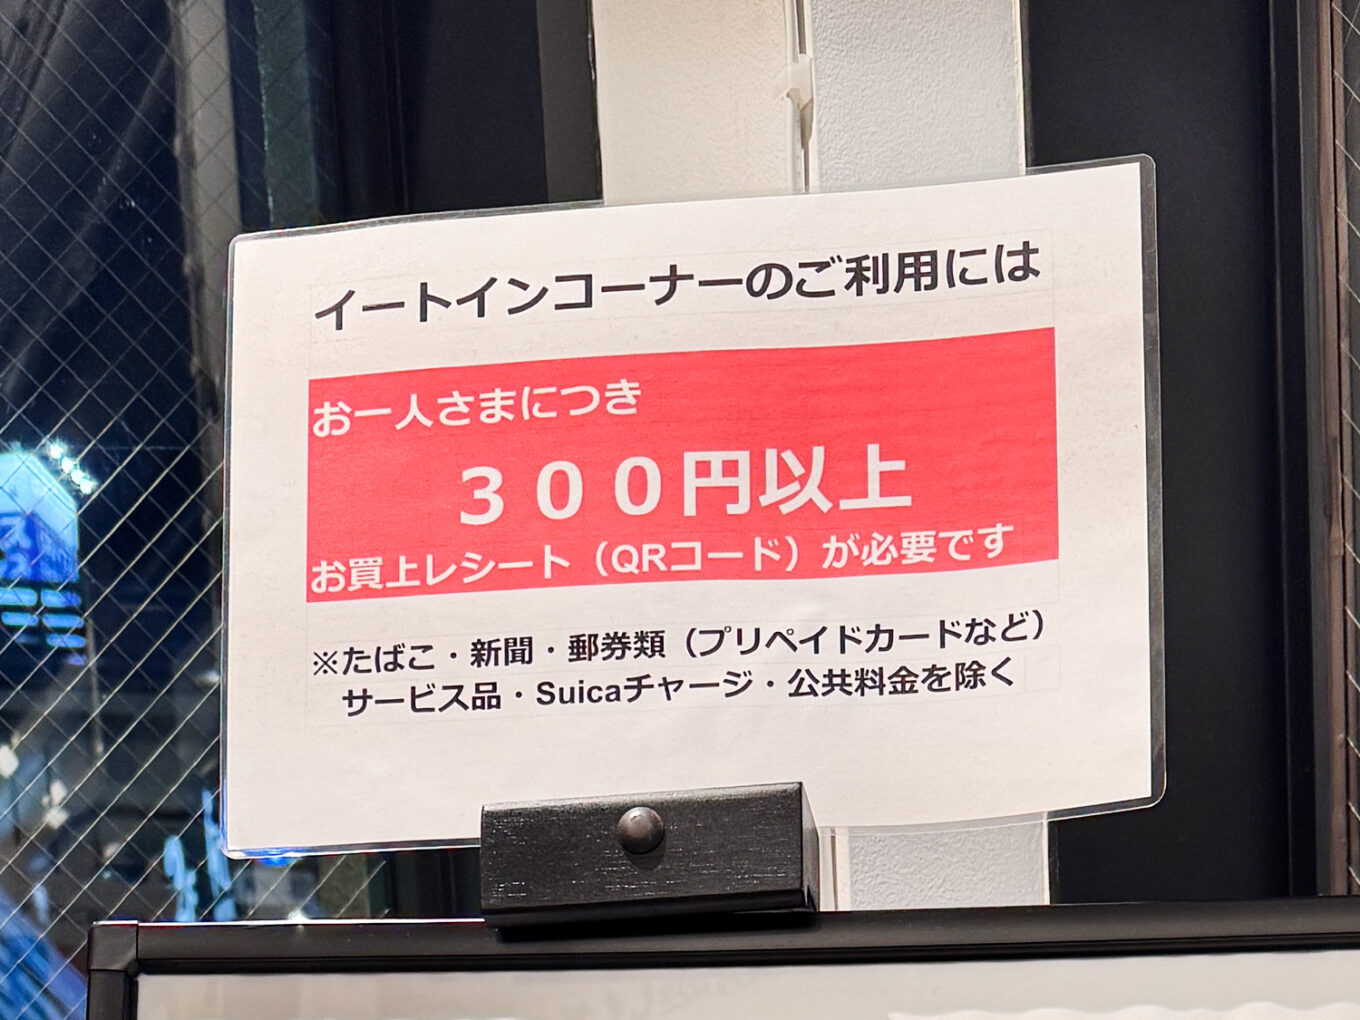 イートインコーナーのご利用には
お一人さまにつき
３００円以上
お買上レシート（QRコード）が必要です
※たばこ・新聞・郵券類（プリペイドカードなど）
サービス品・Suicaチャージ・公共料金を除く